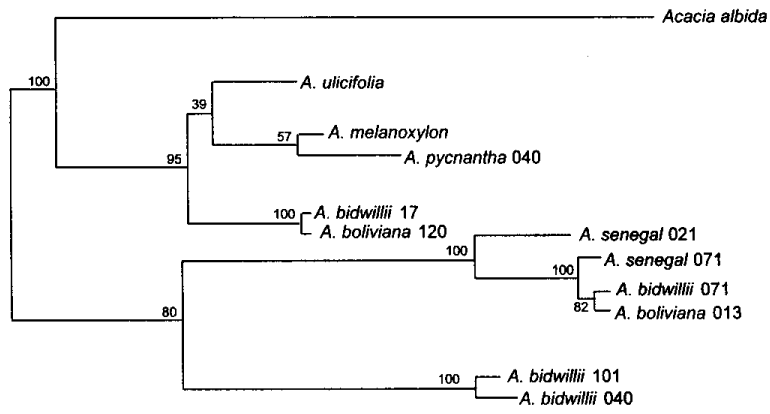 Acacia albida
100
A. ulicifolia
39
A. melanoxylon
57
A. pycnantha 040
95
A. bidwillii 17
100
A. boliviana 120
A. senegal 021
100
A. senegal 071
100
A. bidwillii 071
82
A. boliviana 013
80
A. bidwillii 101
100
A. bidwillii 040